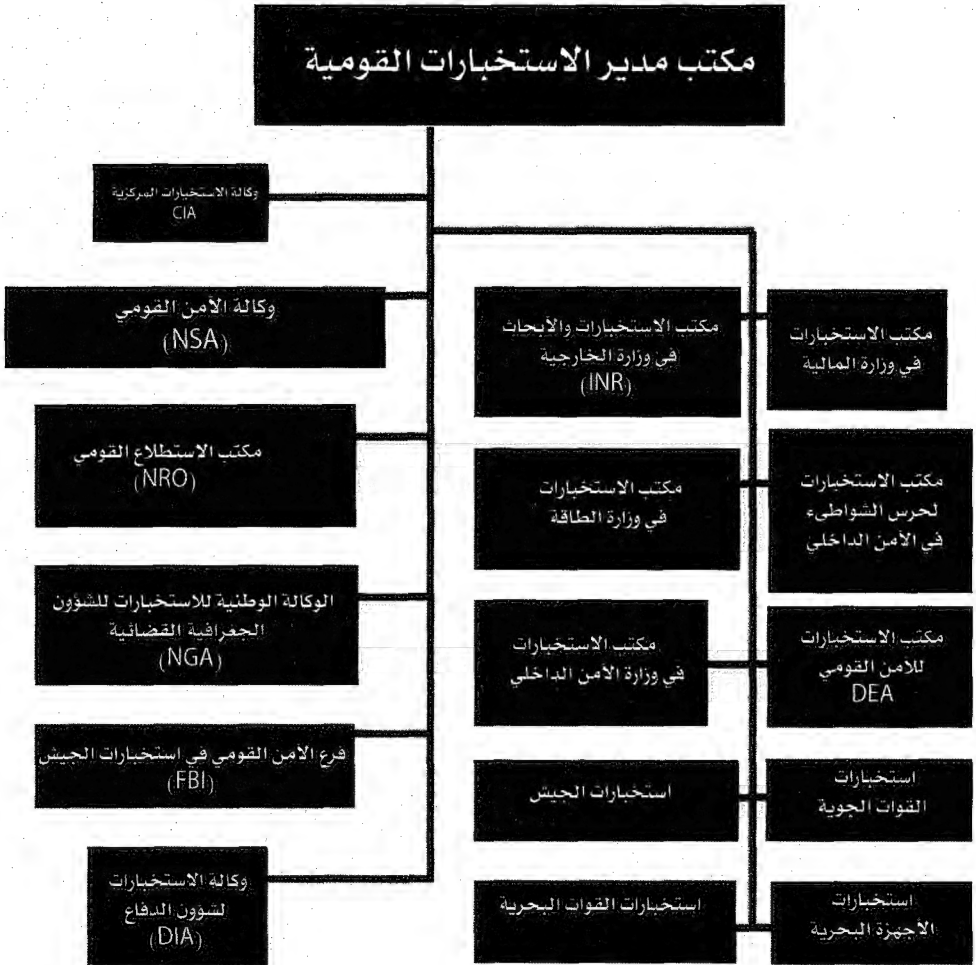 مكتب مدير الاستخبارات القومية
وكالة الاستخبارات المركزية
CIA
وكالة الأمن القومي
(NSA)
مكتب الاستطلاع القومي
(NRO)
الوكالة الوطنية للاستخبارات للشؤون
الجغرافية القضائية
(NGA)
فرع الأمن القومي في استخبارات الجيش
(FBI)
وكالة الاستخبارات
لشؤون الدفاع
(DIA)
مكتب الاستخبارات والأبحاث
في وزارة الخارجية
(INR)
مكتب الاستخبارات
في وزارة المالية
مكتب الاستخبارات
في وزارة الطاقة
مكتب الاستخبارات
لحرس الشواطىء
في الأمن الداخلي
مكتب الاستخبارات
في وزارة الأمن الداخلي
مكتب الاستخبارات
للأمن القومي
DEA
استخبارات الجيش
استخبارات
القوات الجوية
استخبارات القوات البحرية
استخبارات
الأجهزة البحرية